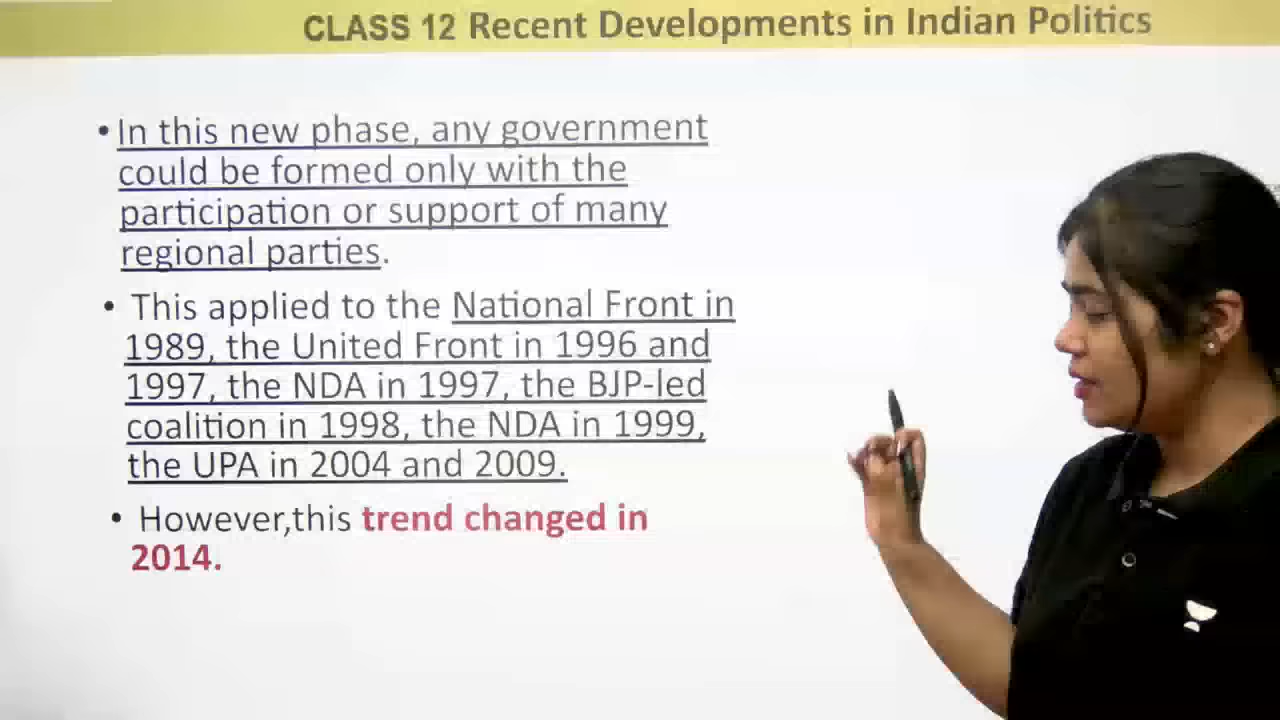 CLASS 12 Recent Developments in Indian Politics
• In this new phase, any government
could be formed only with the
participation or support of many
regional parties.
• This applied to the National Front in
1989, the United Front in 1996 and
1997, the NDA in 1997, the BJP-led
coalition in 1998, the NDA in 1999,
the UPA in 2004 and 2009.
• However,this trend changed in
2014.